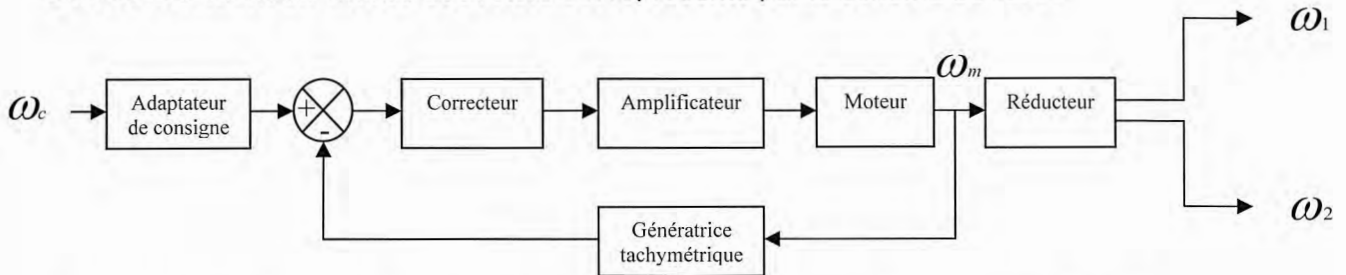 ω1
ωm
ωc
Adaptateur
de consigne
+
-
Correcteur
Amplificateur
Moteur
Réducteur
ω2
Génératrice
tachymétrique